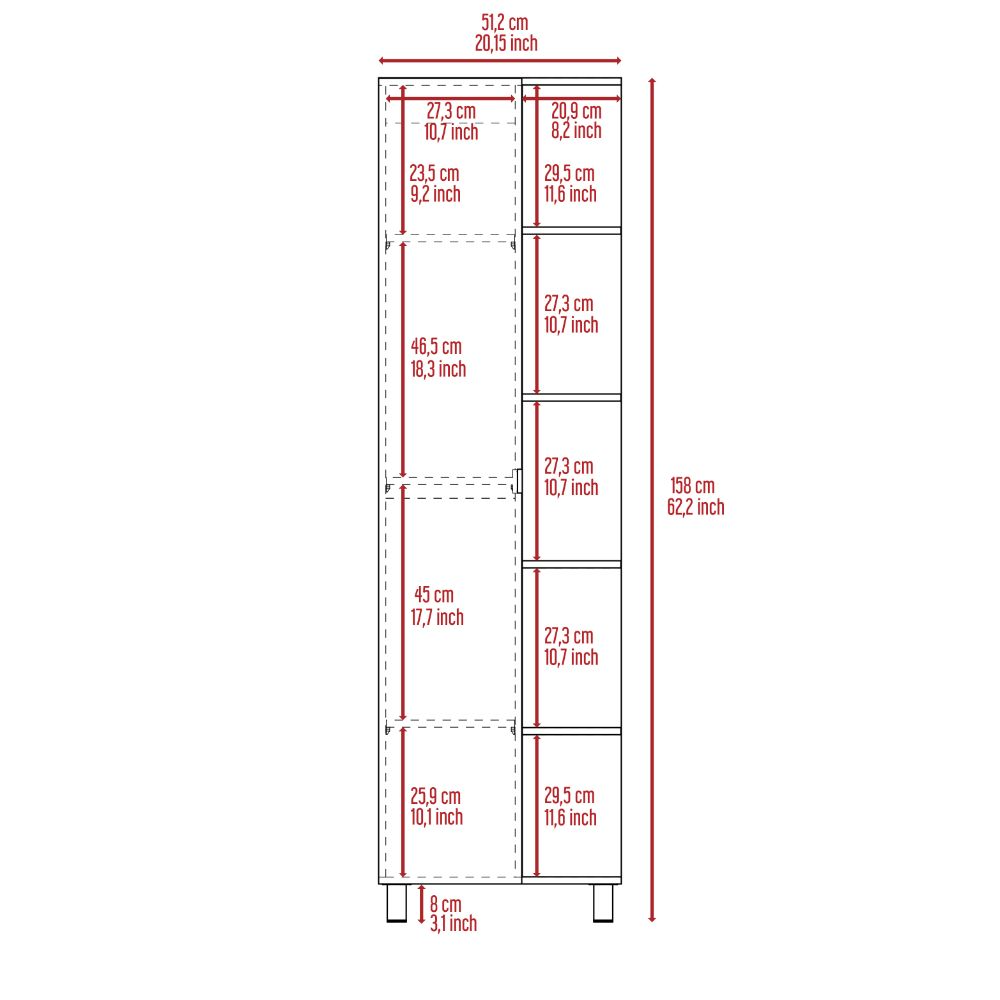 51,2 cm
20,15 inch
27,3 cm
10,7 inch
20,9 cm
8,2 inch
23,5 cm
9,2 inch
29,5 cm
11,6 inch
27,3 cm
10,7 inch
46,5 cm
18,3 inch
27,3 cm
10,7 inch
158 cm
62,2 inch
45 cm
17,7 inch
27,3 cm
10,7 inch
25,9 cm
10,1 inch
29,5 cm
11,6 inch
8 cm
3,1 inch